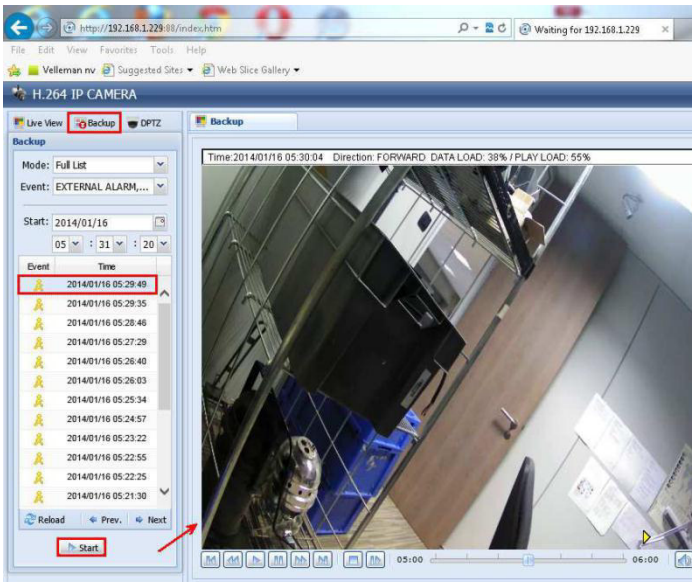 http://192.168.1.229:88/index.htm
Waiting for 192.168.1.229
File Edit View Favorites Tools Help
Velleman nv Suggested Sites Web Slice Gallery
H.264 IP CAMERA
Live View Backup DPTZ
Backup
Backup
Mode: Full List
Event: EXTERNAL ALARM,...
Start: 2014/01/16
05 : 31 : 20
Event Time
2014/01/16 05:29:49
2014/01/16 05:29:35
2014/01/16 05:28:46
2014/01/16 05:27:29
2014/01/16 05:26:40
2014/01/16 05:26:03
2014/01/16 05:25:34
2014/01/16 05:24:57
2014/01/16 05:23:22
2014/01/16 05:22:55
2014/01/16 05:22:25
2014/01/16 05:21:30
Reload Prev. Next
Start
Time:2014/01/16 05:30:04 Direction: FORWARD DATA LOAD: 38% / PLAY LOAD: 55%
05:00 06:00